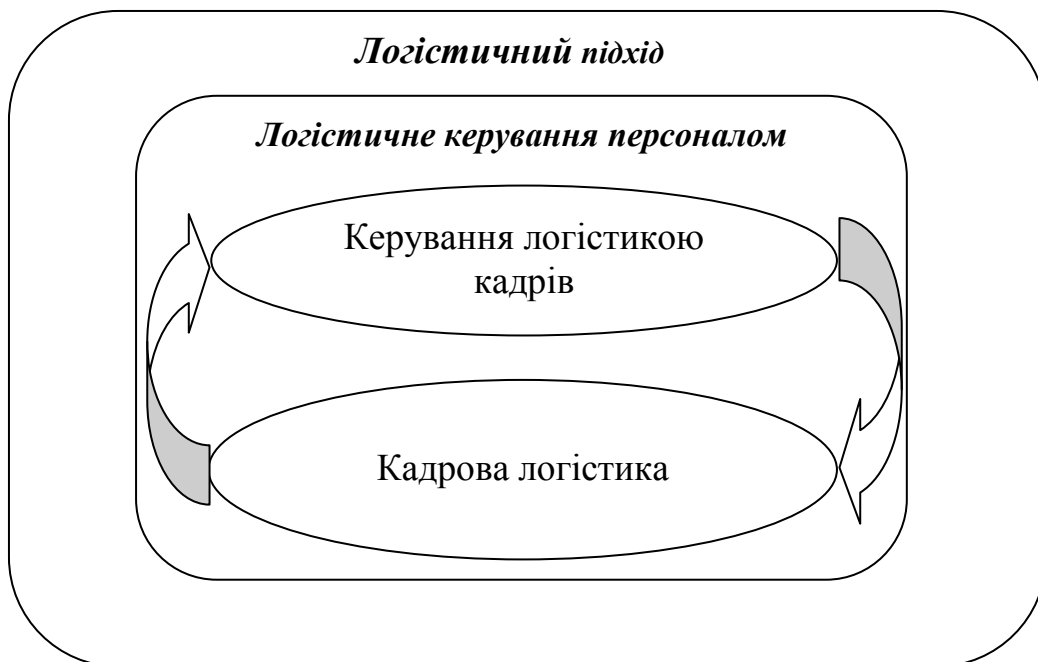 Логістичний підхід
Логістичне керування персоналом
Керування логістикою
кадрів
Кадрова логістика